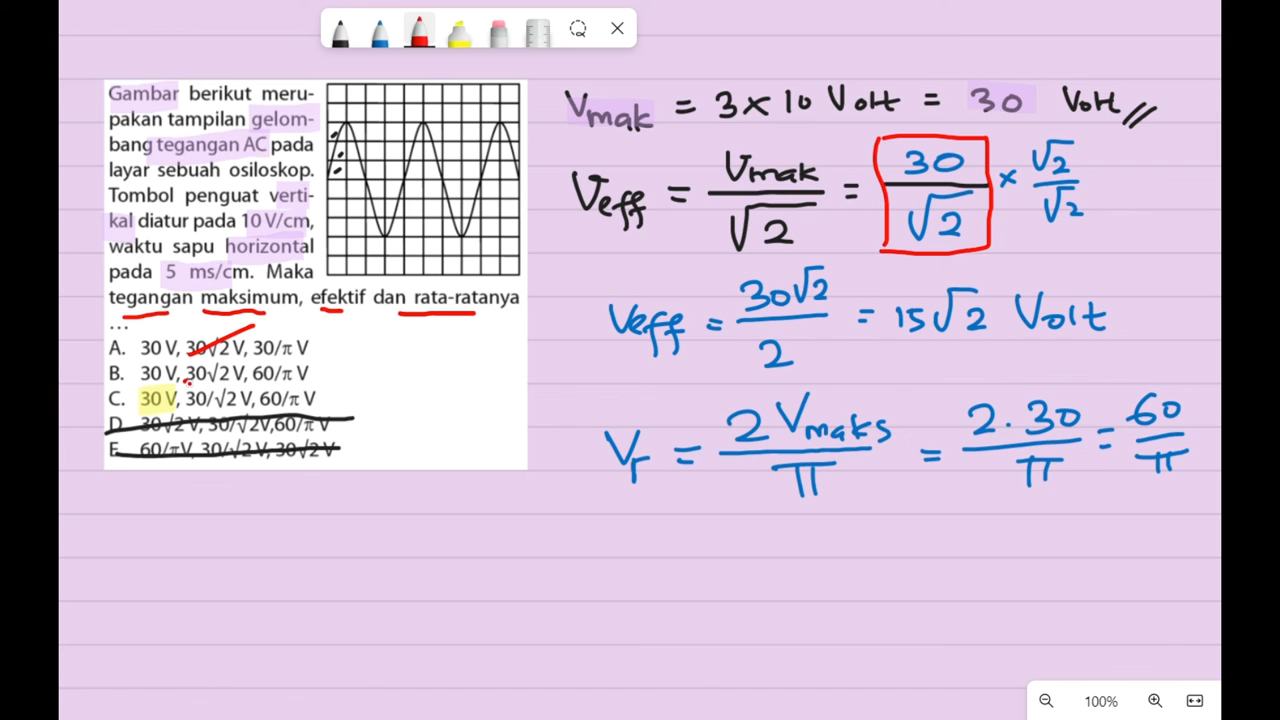 Gambar berikut meru-
pakan tampilan gelom-
bang tegangan AC pada
layar sebuah osiloskop.
Tombol penguat verti-
kal diatur pada 10 V/cm,
waktu sapu horizontal
pada 5 ms/cm. Maka
tegangan maksimum, efektif dan rata-ratanya
...
A. 30 V, 30√2 V, 30/π V
B. 30 V, 30√2 V, 60/π V
C. 30 V, 30/√2 V, 60/π V
D. 30√2 V, 30/√2V,60/π V
E. 60/πV, 30/√2 V, 30√2 V
Vmak = 3 x 10 Volt = 30 Volt //
Veff = Vmak/√2 = 30/√2 × √2/√2
Veff = 30√2/2 = 15√2 Volt
Vr = 2 Vmaks/π = 2.30/π = 60/π
100%